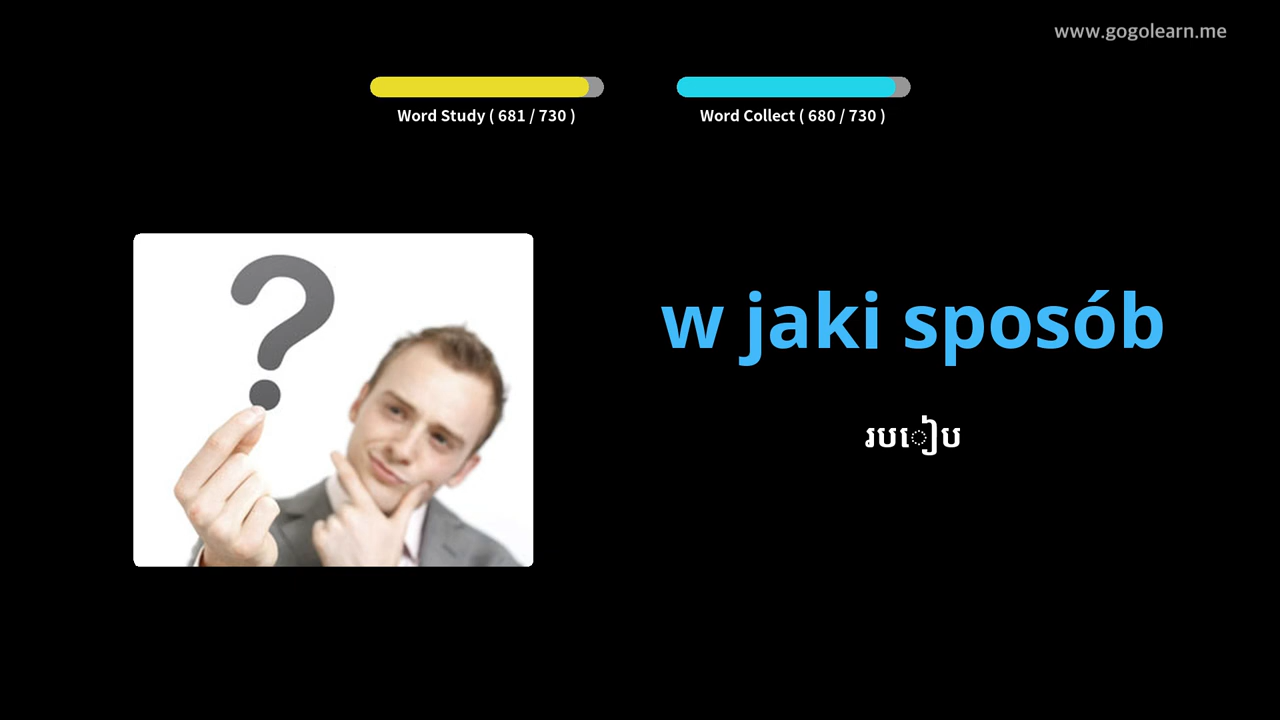 www.gogolearn.me
Word Study ( 681 / 730 )
Word Collect ( 680 / 730 )
w jaki sposób
របៀប